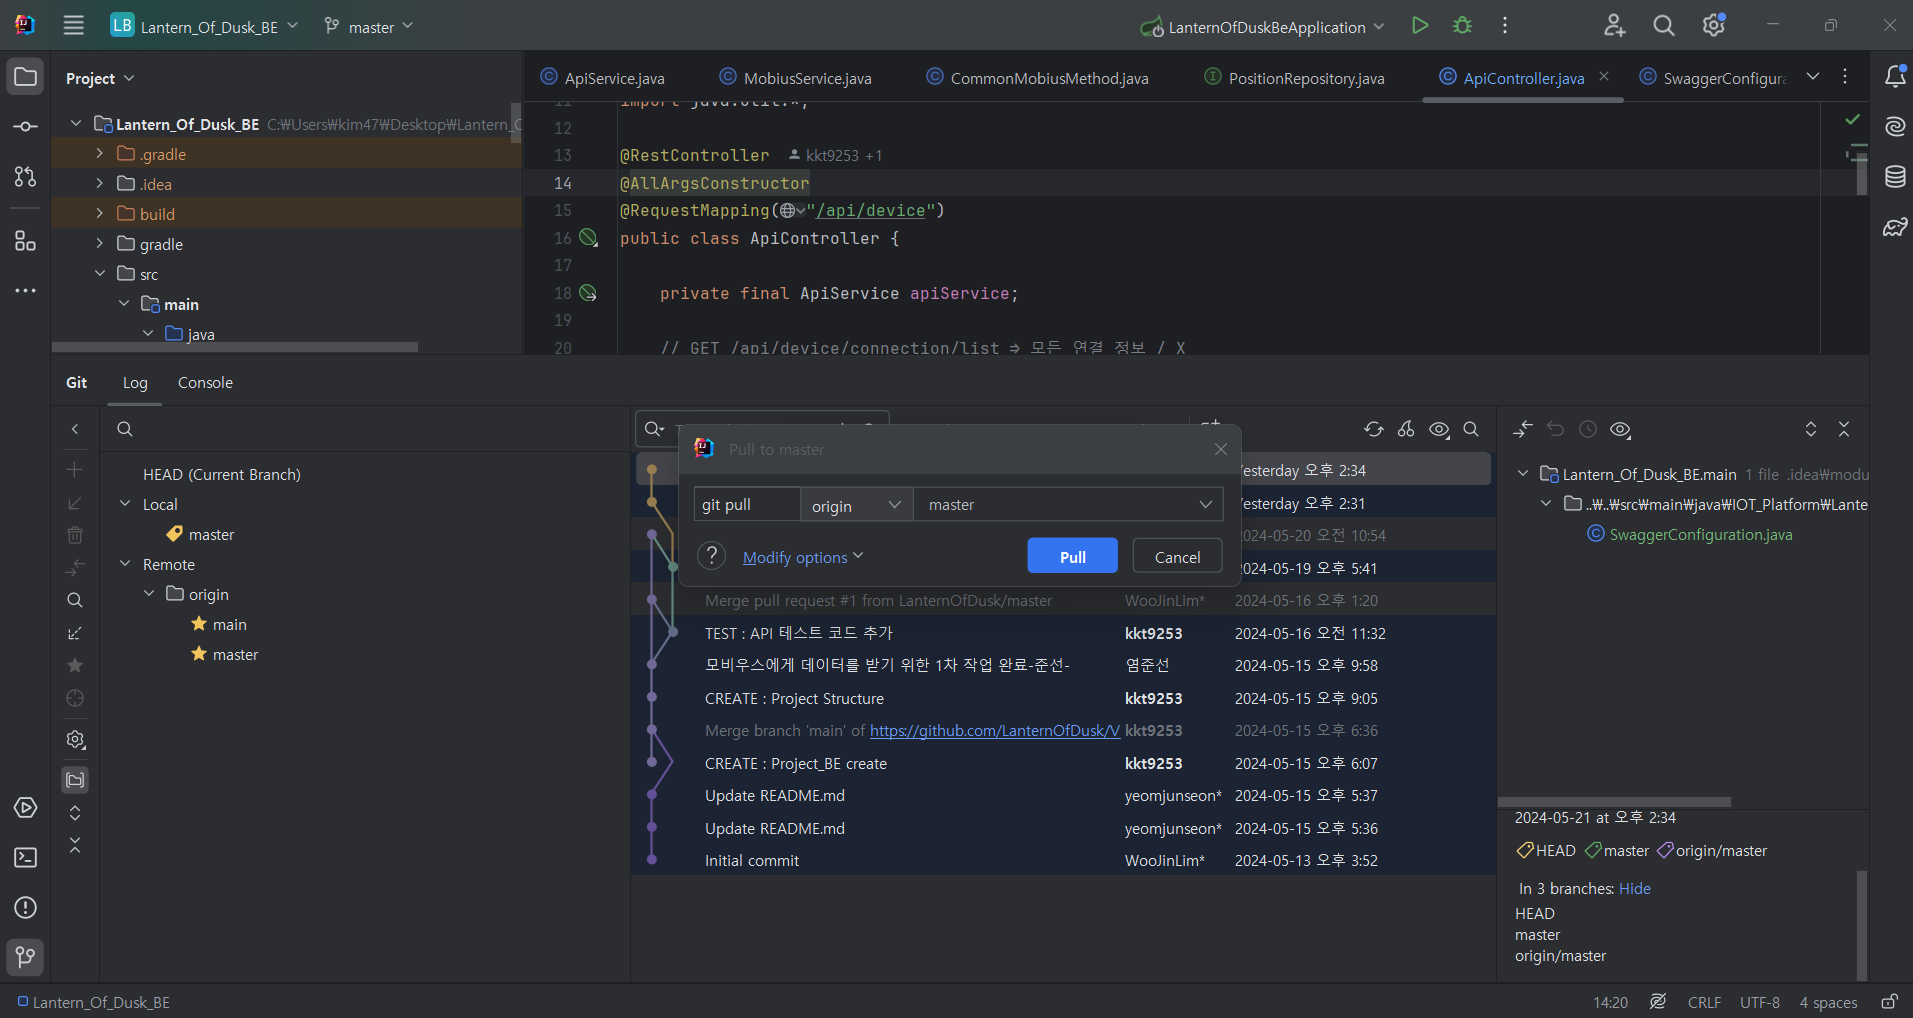 LB Lantern_Of_Dusk_BE master LanternOfDuskBeApplication
Project
Lantern_Of_Dusk_BE C:₩Users₩kim47₩Desktop₩Lantern_
.gradle
.idea
build
gradle
src
main
java
ApiService.java MobiusService.java CommonMobiusMethod.java PositionRepository.java ApiController.java SwaggerConfigura
11 import java.util.*;
12
13 @RestController kkt9253 +1
14 @AllArgsConstructor
15 @RequestMapping("/api/device")
16 public class ApiController {
17
18 private final ApiService apiService;
19
20 // GET /api/device/connection/list => 모든 연결 정보 / X
Git Log Console
HEAD (Current Branch)
Local
master
Remote
origin
main
master
Pull to master
git pull origin master
? Modify options Pull Cancel
Yesterday 오후 2:34
Yesterday 오후 2:31
2024-05-20 오전 10:54
2024-05-19 오후 5:41
Merge pull request #1 from LanternOfDusk/master WooJinLim* 2024-05-16 오후 1:20
TEST : API 테스트 코드 추가 kkt9253 2024-05-16 오전 11:32
모비우스에게 데이터를 받기 위한 1차 작업 완료-준선- 염준선 2024-05-15 오후 9:58
CREATE : Project Structure kkt9253 2024-05-15 오후 9:05
Merge branch 'main' of https://github.com/LanternOfDusk/V kkt9253 2024-05-15 오후 6:36
CREATE : Project_BE create kkt9253 2024-05-15 오후 6:07
Update README.md yeomjunseon* 2024-05-15 오후 5:37
Update README.md yeomjunseon* 2024-05-15 오후 5:36
Initial commit WooJinLim* 2024-05-13 오후 3:52
Lantern_Of_Dusk_BE.main 1 file .idea₩modu
..₩..₩src₩main₩java₩IOT_Platform₩Lante
SwaggerConfiguration.java
2024-05-21 at 오후 2:34
HEAD master origin/master
In 3 branches: Hide
HEAD
master
origin/master
Lantern_Of_Dusk_BE 14:20 CRLF UTF-8 4 spaces